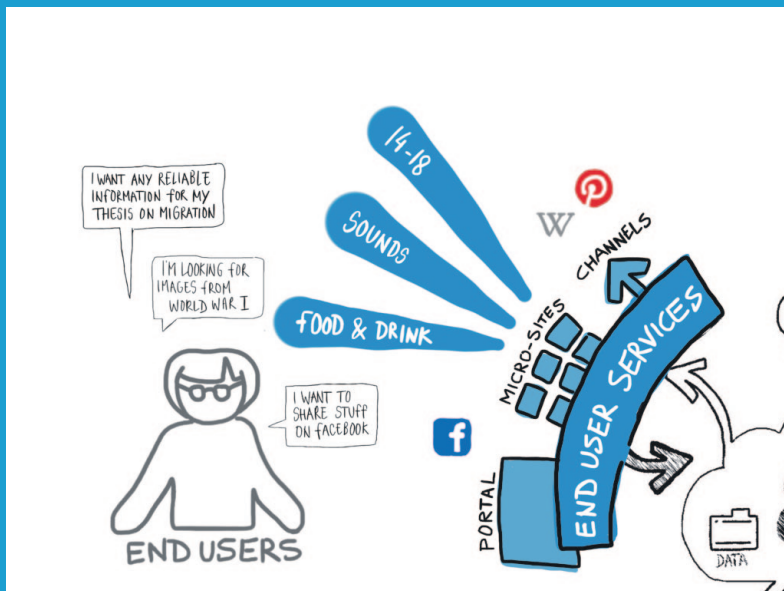 I WANT ANY RELIABLE
INFORMATION FOR MY
THESIS ON MIGRATION
I'M LOOKING FOR
IMAGES FROM
WORLD WAR I
I WANT TO
SHARE STUFF
ON FACEBOOK
END USERS
14-18
SOUNDS
FOOD & DRINK
W
f
CHANNELS
MICRO-SITES
PORTAL
END USER SERVICES
DATA